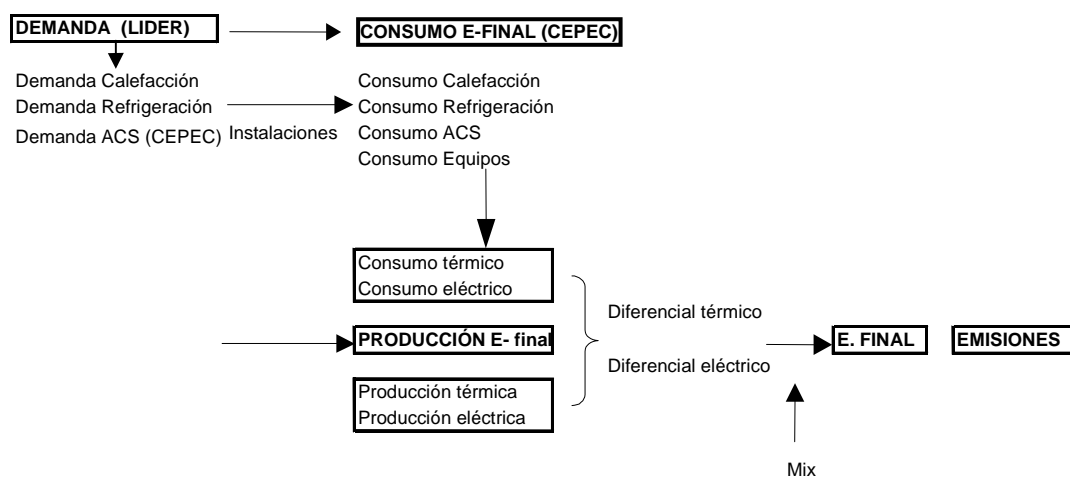 DEMANDA (LIDER)
CONSUMO E-FINAL (CEPEC)
Demanda Calefacción
Demanda Refrigeración
Demanda ACS (CEPEC)
Instalaciones
Consumo Calefacción
Consumo Refrigeración
Consumo ACS
Consumo Equipos
Consumo térmico
Consumo eléctrico
PRODUCCIÓN E- final
Producción térmica
Producción eléctrica
Diferencial térmico
Diferencial eléctrico
E. FINAL
EMISIONES
Mix